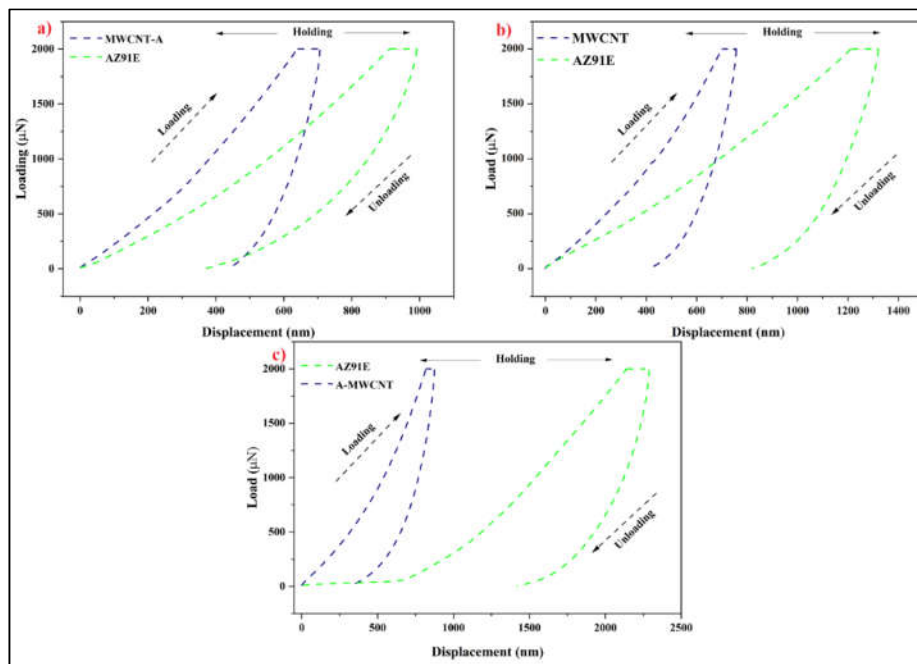 a)
MWCNT-A
AZ91E
Holding
Loading
Unloading
2000
1500
1000
500
0
Loading (μN)
0 200 400 600 800 1000
Displacement (nm)
b)
MWCNT
AZ91E
Holding
Loading
Unloading
2000
1500
1000
500
0
Load (μN)
0 200 400 600 800 1000 1200 1400
Displacement (nm)
c)
AZ91E
A-MWCNT
Holding
Loading
Unloading
2000
1500
1000
500
0
Load (μN)
0 500 1000 1500 2000 2500
Displacement (nm)